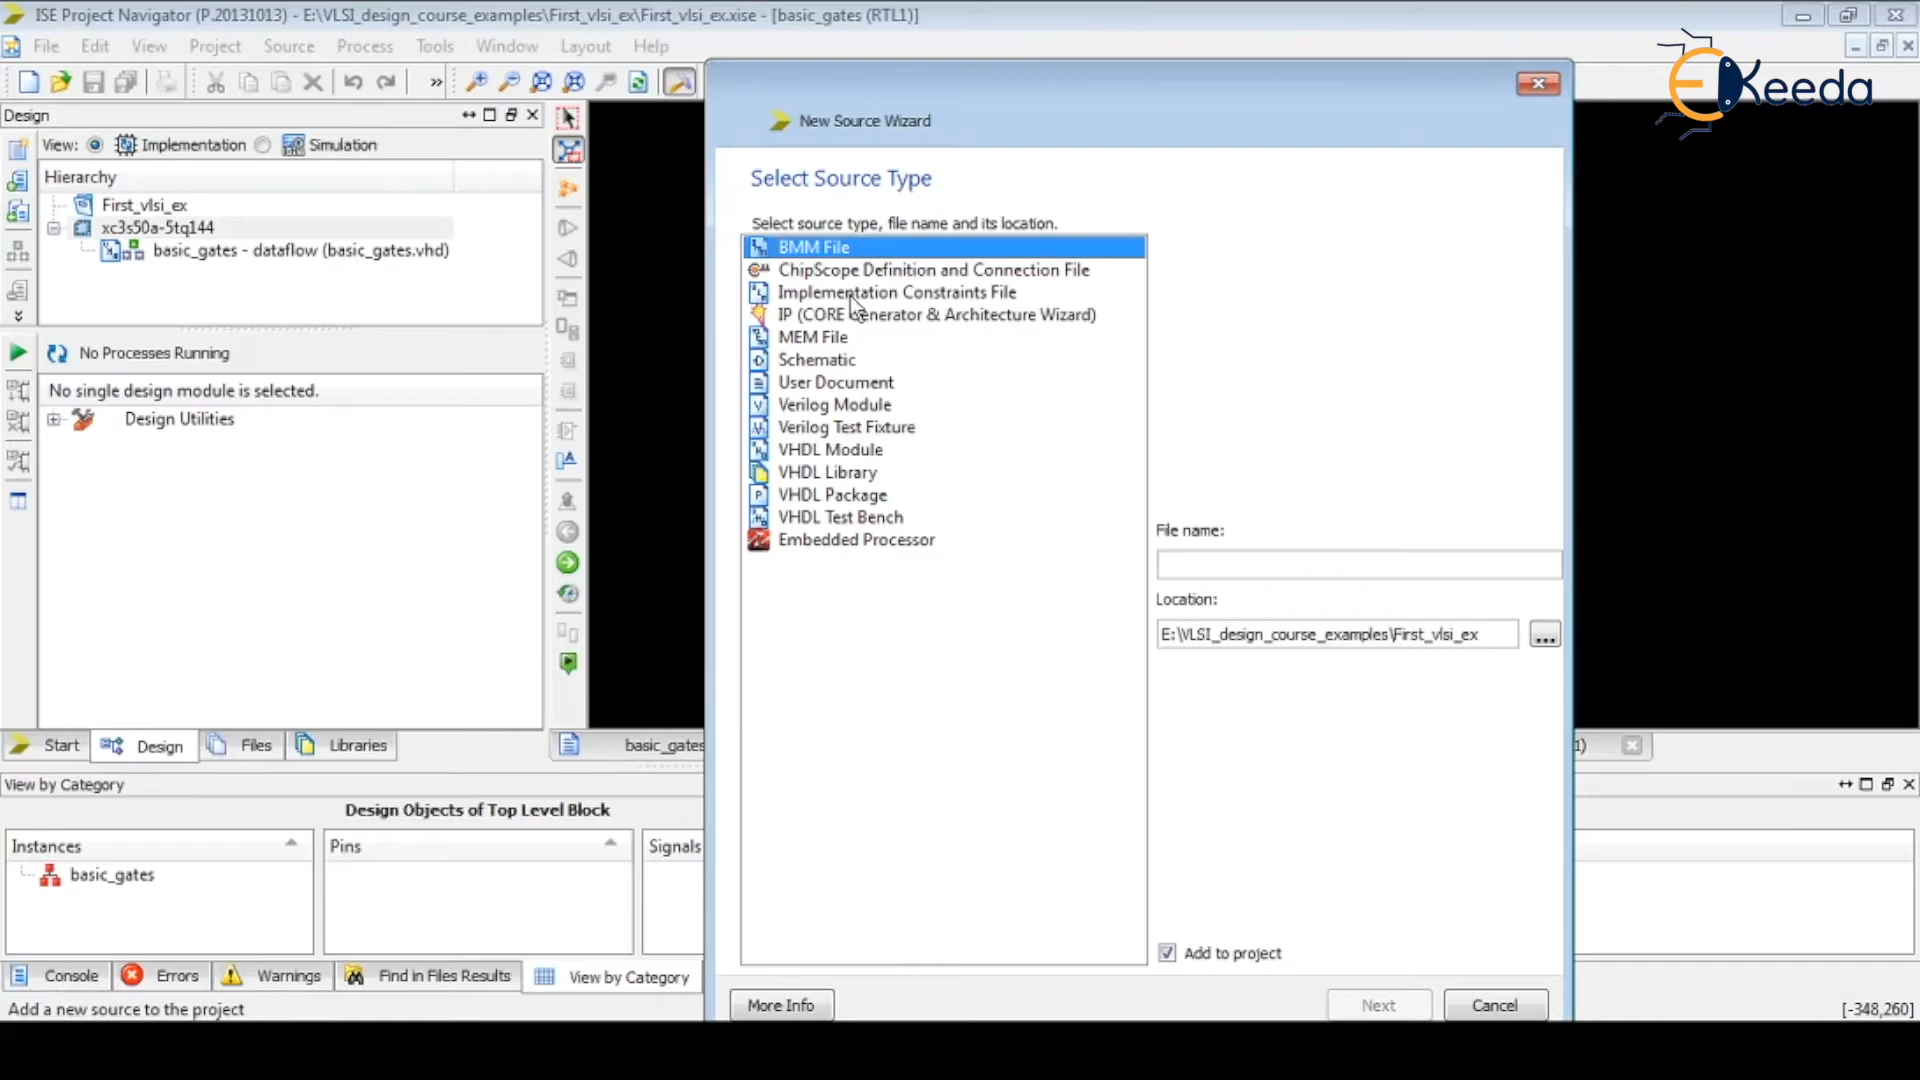 ISE Project Navigator (P.20131013) - E:\VLSI_design_course_examples\First_vlsi_ex\First_vlsi_ex.xise - [basic_gates (RTL1)]
File Edit View Project Source Process Tools Window Layout Help
EKeeda
Design
View: Implementation Simulation
Hierarchy
First_vlsi_ex
xc3s50a-5tq144
basic_gates - dataflow (basic_gates.vhd)
No Processes Running
No single design module is selected.
Design Utilities
Start Design Files Libraries
basic_gates
1)
New Source Wizard
Select Source Type
Select source type, file name and its location.
BMM File
ChipScope Definition and Connection File
Implementation Constraints File
IP (CORE Generator & Architecture Wizard)
MEM File
Schematic
User Document
Verilog Module
Verilog Test Fixture
VHDL Module
VHDL Library
VHDL Package
VHDL Test Bench
Embedded Processor
File name:
Location:
E:\VLSI_design_course_examples\First_vlsi_ex
...
Add to project
More Info Next Cancel
View by Category
Design Objects of Top Level Block
Instances Pins Signals
basic_gates
Console Errors Warnings Find in Files Results View by Category
Add a new source to the project
[-348,260]